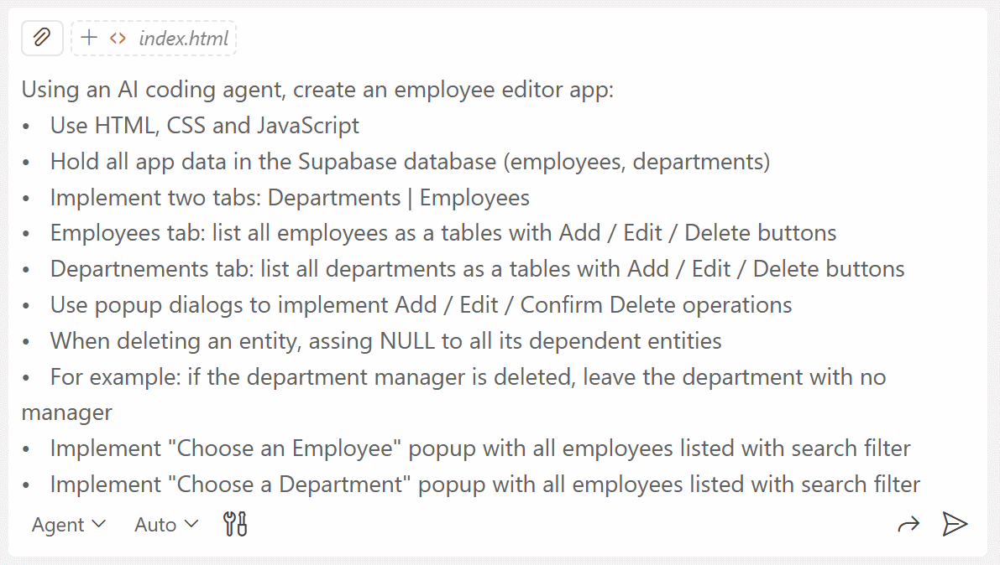 index.html
Using an AI coding agent, create an employee editor app:
• Use HTML, CSS and JavaScript
• Hold all app data in the Supabase database (employees, departments)
• Implement two tabs: Departments | Employees
• Employees tab: list all employees as a tables with Add / Edit / Delete buttons
• Departnements tab: list all departments as a tables with Add / Edit / Delete buttons
• Use popup dialogs to implement Add / Edit / Confirm Delete operations
• When deleting an entity, assing NULL to all its dependent entities
• For example: if the department manager is deleted, leave the department with no
manager
• Implement "Choose an Employee" popup with all employees listed with search filter
• Implement "Choose a Department" popup with all employees listed with search filter
Agent Auto